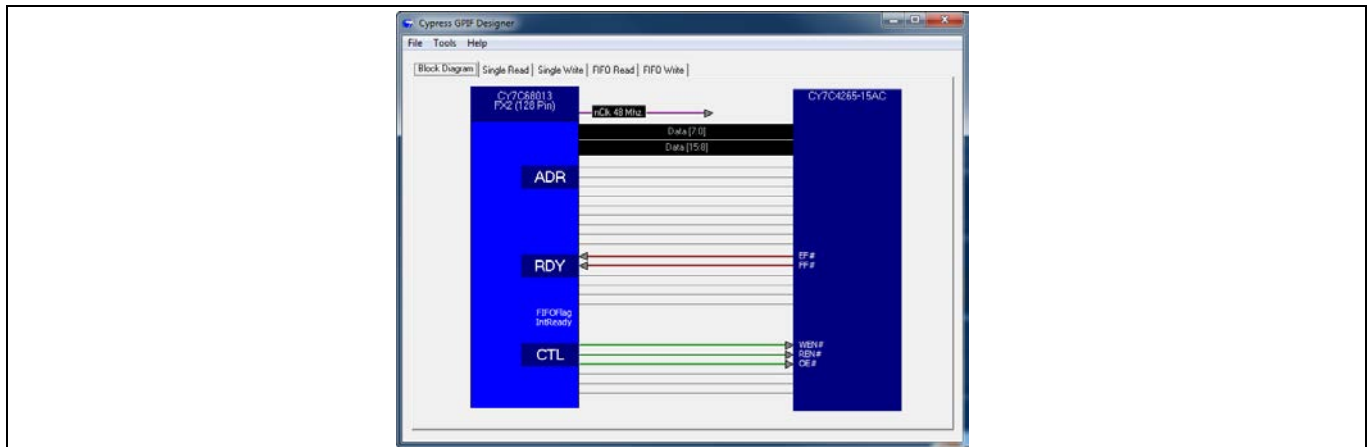 Cypress GPIF Designer
File Tools Help
Block Diagram Single Read Single Write FIFO Read FIFO Write
CY7C68013
FX2 (128 Pin)
CY7C4265-15AC
nClk 48 Mhz
Data [7:0]
Data [15:8]
ADR
RDY
EF#
FF#
FIFOFlag
IntReady
CTL
WEN#
REN#
OE#